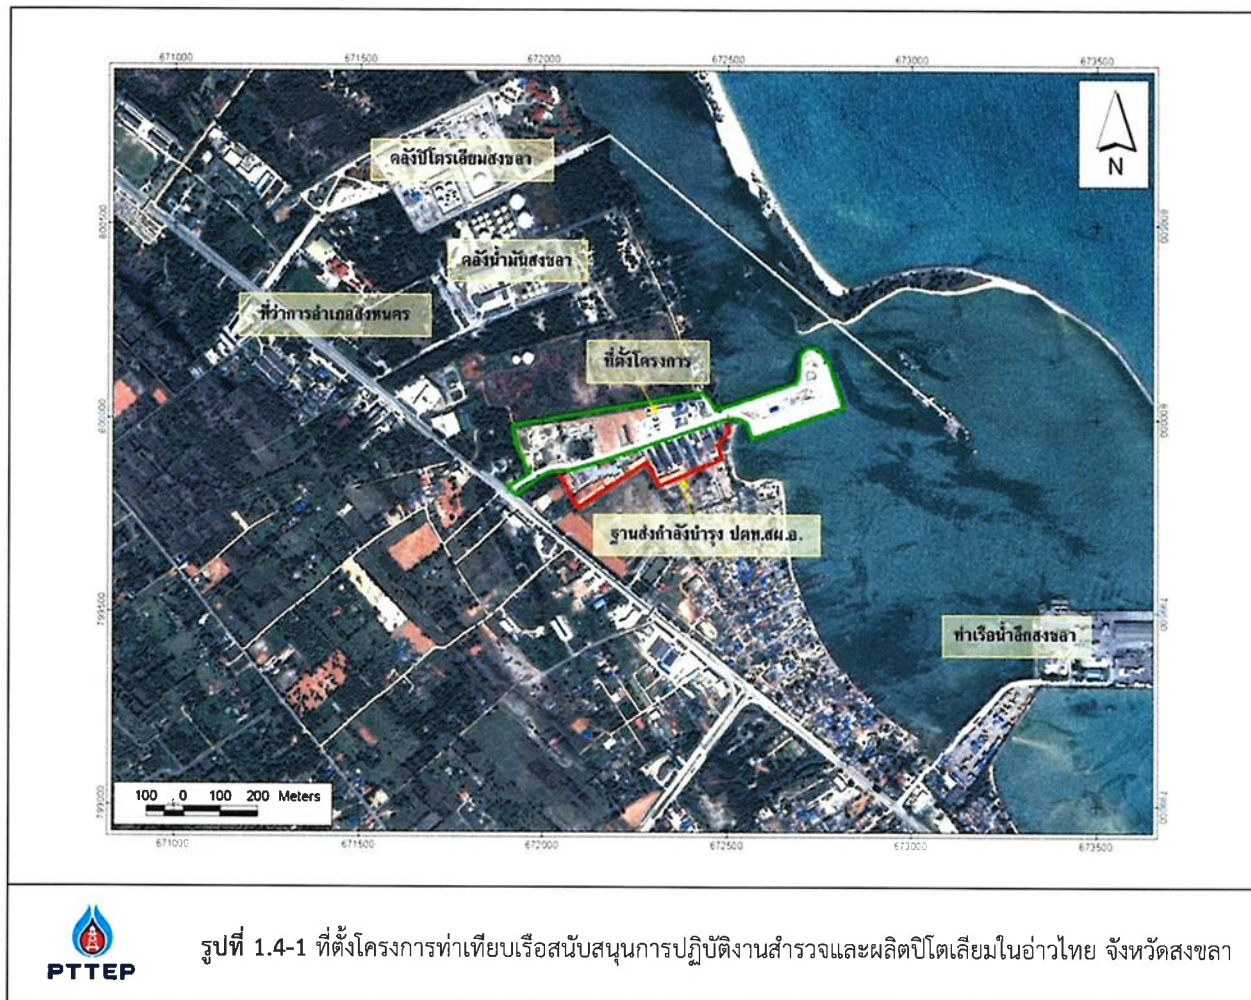 671000 671500 672000 672500 673000 673500
N
คลังปิโตรเลียมสงขลา
800500 800500
คลังน้ำมันสงขลา
ที่ว่าการอำเภอสิงหนคร
ที่ตั้งโครงการ
800000 800000
ฐานส่งกำลังบำรุง ปตท.สผ.อ.
799500 799500
ท่าเรือน้ำลึกสงขลา
100 0 100 200 Meters
799000 799000
671000 671500 672000 672500 673000 673500
PTTEP
รูปที่ 1.4-1 ที่ตั้งโครงการท่าเทียบเรือสนับสนุนการปฏิบัติงานสำรวจและผลิตปิโตเลียมในอ่าวไทย จังหวัดสงขลา